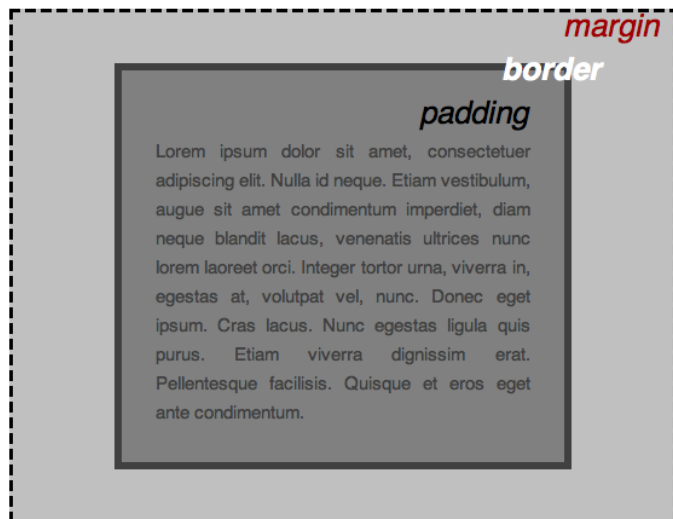 margin
border
padding
Lorem ipsum dolor sit amet, consectetuer
adipiscing elit. Nulla id neque. Etiam vestibulum,
augue sit amet condimentum imperdiet, diam
neque blandit lacus, venenatis ultrices nunc
lorem laoreet orci. Integer tortor urna, viverra in,
egestas at, volutpat vel, nunc. Donec eget
ipsum. Cras lacus. Nunc egestas ligula quis
purus. Etiam viverra dignissim erat.
Pellentesque facilisis. Quisque et eros eget
ante condimentum.